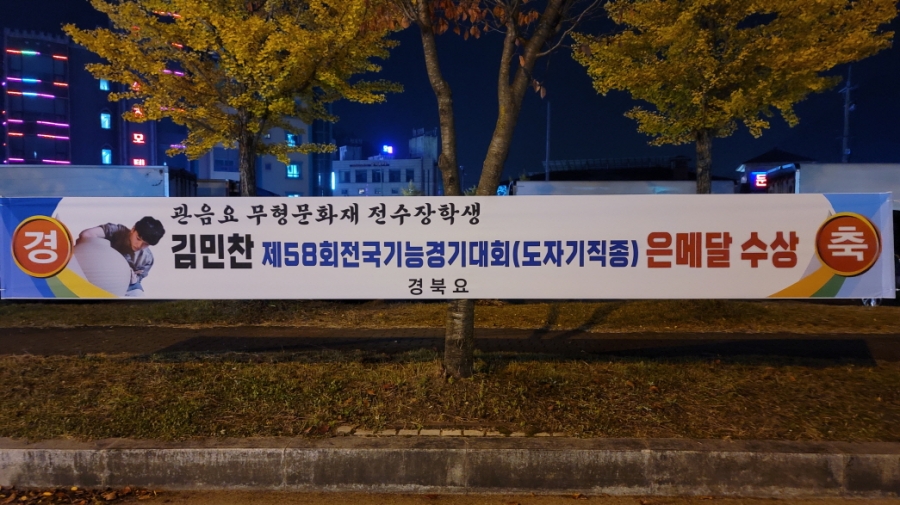 경
관음요 무형문화재 전수장학생
김민찬 제58회전국기능경기대회(도자기직종) 은메달 수상
경북요
축